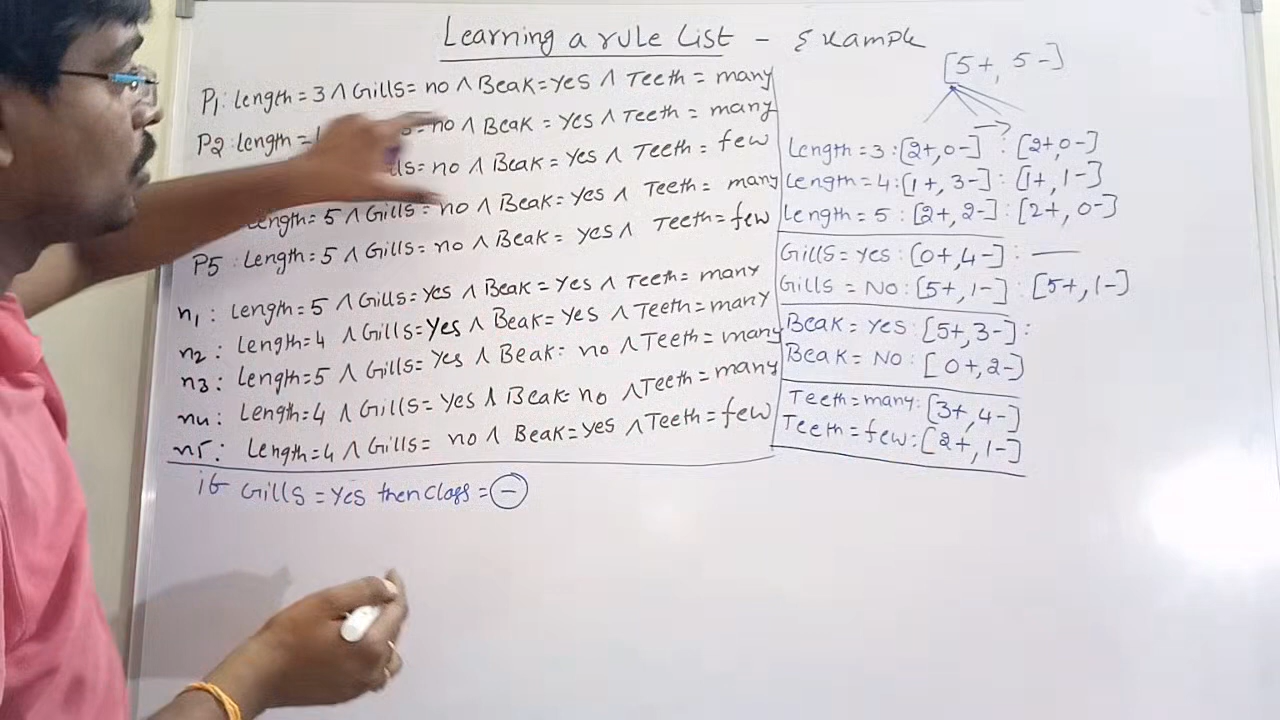 Learning a rule List - Example
P1: Length = 3 ∧ Gills = no ∧ Beak = yes ∧ Teeth = many
P2: Length = = no ∧ Beak = yes ∧ Teeth = many
= no ∧ Beak = yes ∧ Teeth = few
Length = 5 ∧ Gills = no ∧ Beak = yes ∧ Teeth = many
P5: Length = 5 ∧ Gills = no ∧ Beak = yes ∧ Teeth = few
n1: Length = 5 ∧ Gills = yes ∧ Beak = yes ∧ Teeth = many
n2: Length = 4 ∧ Gills = yes ∧ Beak = yes ∧ Teeth = many
n3: Length = 5 ∧ Gills = yes ∧ Beak = no ∧ Teeth = many
n4: Length = 4 ∧ Gills = yes ∧ Beak = no ∧ Teeth = many
n5: Length = 4 ∧ Gills = no ∧ Beak = yes ∧ Teeth = few
if Gills = yes then class = -
[5+, 5-]
Length = 3 : [2+, 0-] : [2+, 0-]
Length = 4 : [1+, 3-] : [1+, 1-]
Length = 5 : [2+, 2-] : [2+, 0-]
Gills = yes : [0+, 4-] : —
Gills = NO : [5+, 1-] : [5+, 1-]
Beak = yes : [5+, 3-] :
Beak = NO : [0+, 2-]
Teeth = many : [3+, 4-]
Teeth = few : [2+, 1-]